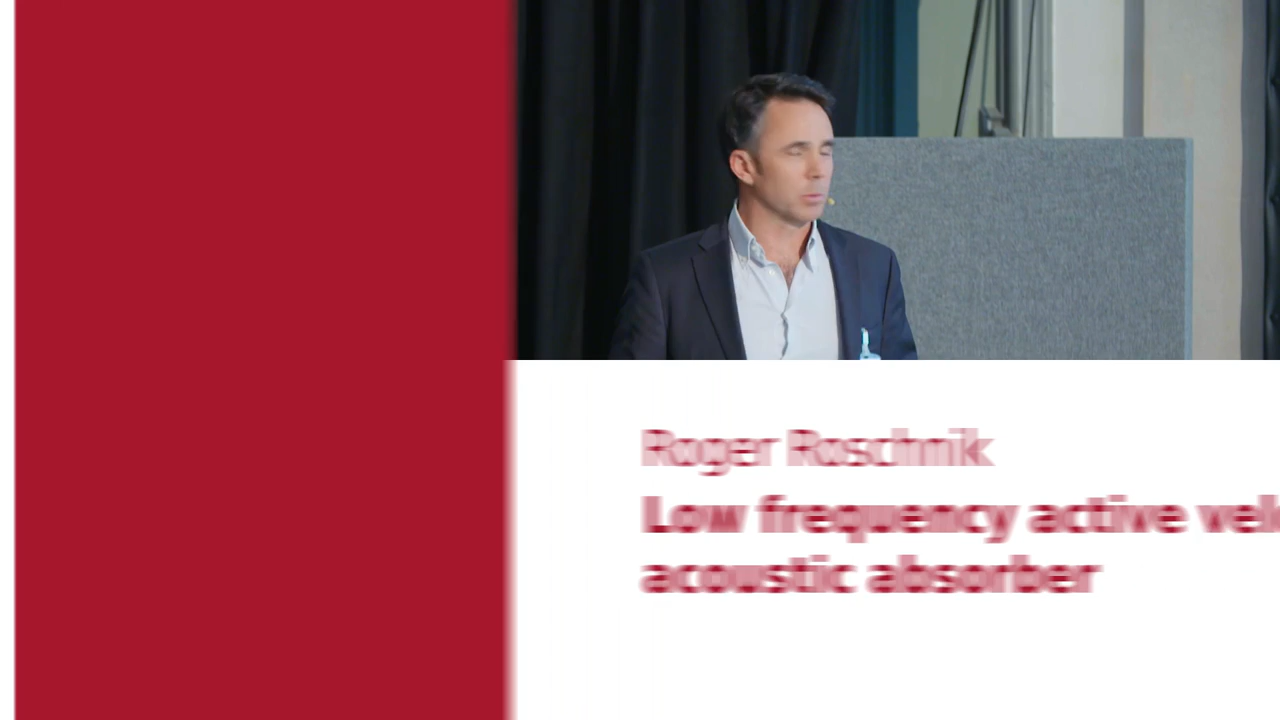 Roger Roschnik
Low frequency active
acoustic absorber